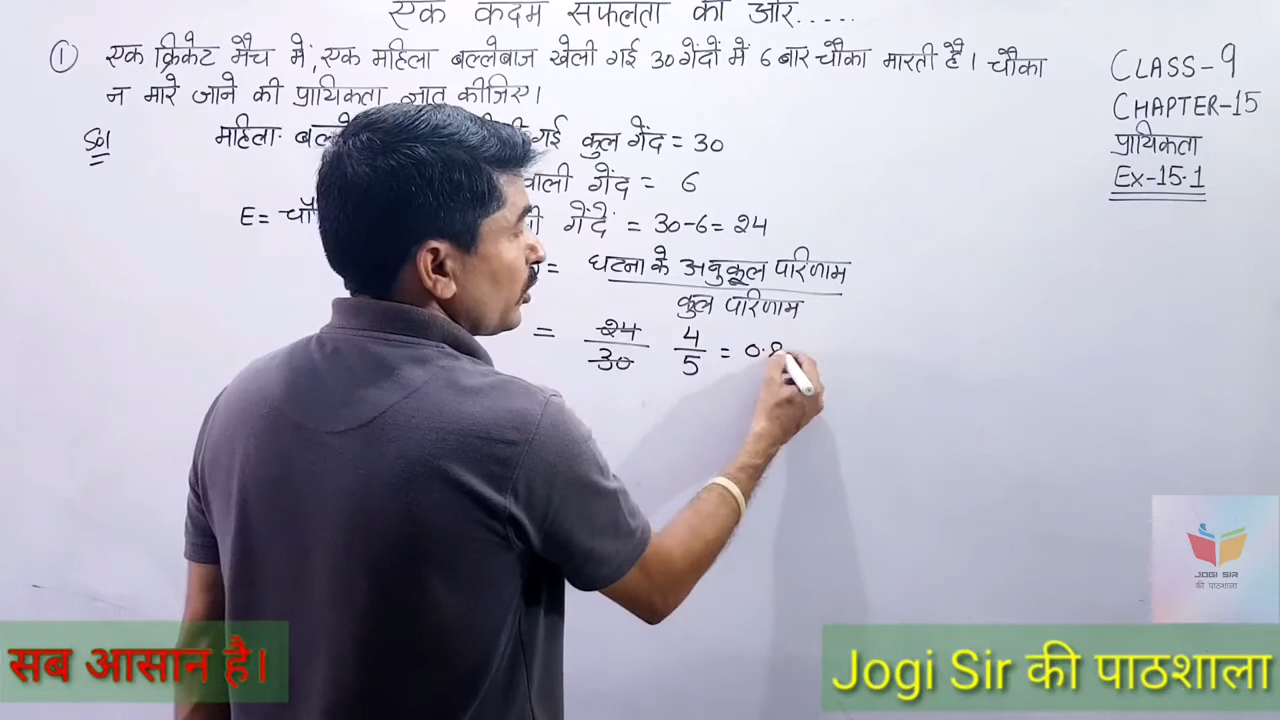 एक कदम सफलता की ओर.....
① एक क्रिकेट मैच में, एक महिला बल्लेबाज खेली गई 30 गेंदों में 6 बार चौका मारती है। चौका
न मारे जाने की प्रायिकता ज्ञात कीजिए।
CLASS-9
CHAPTER-15
प्रायिकता
Ex-15.1
Sol महिला गई कुल गेंद = 30
वाली गेंद = 6
E = गेंदें = 30-6= 24
= घटना के अनुकूल परिणाम
कुल परिणाम
= 24/30 4/5 = 0.8
JOGI SIR
की पाठशाला
सब आसान है।
Jogi Sir की पाठशाला